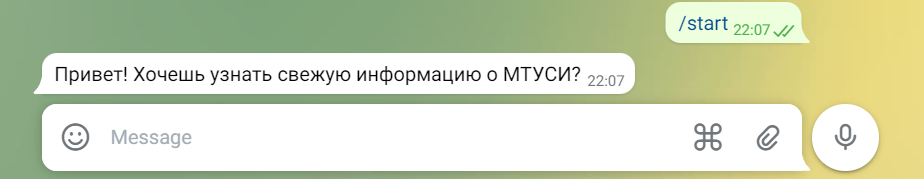 /start 22:07
Привет! Хочешь узнать свежую информацию о МТУСИ? 22:07
Message